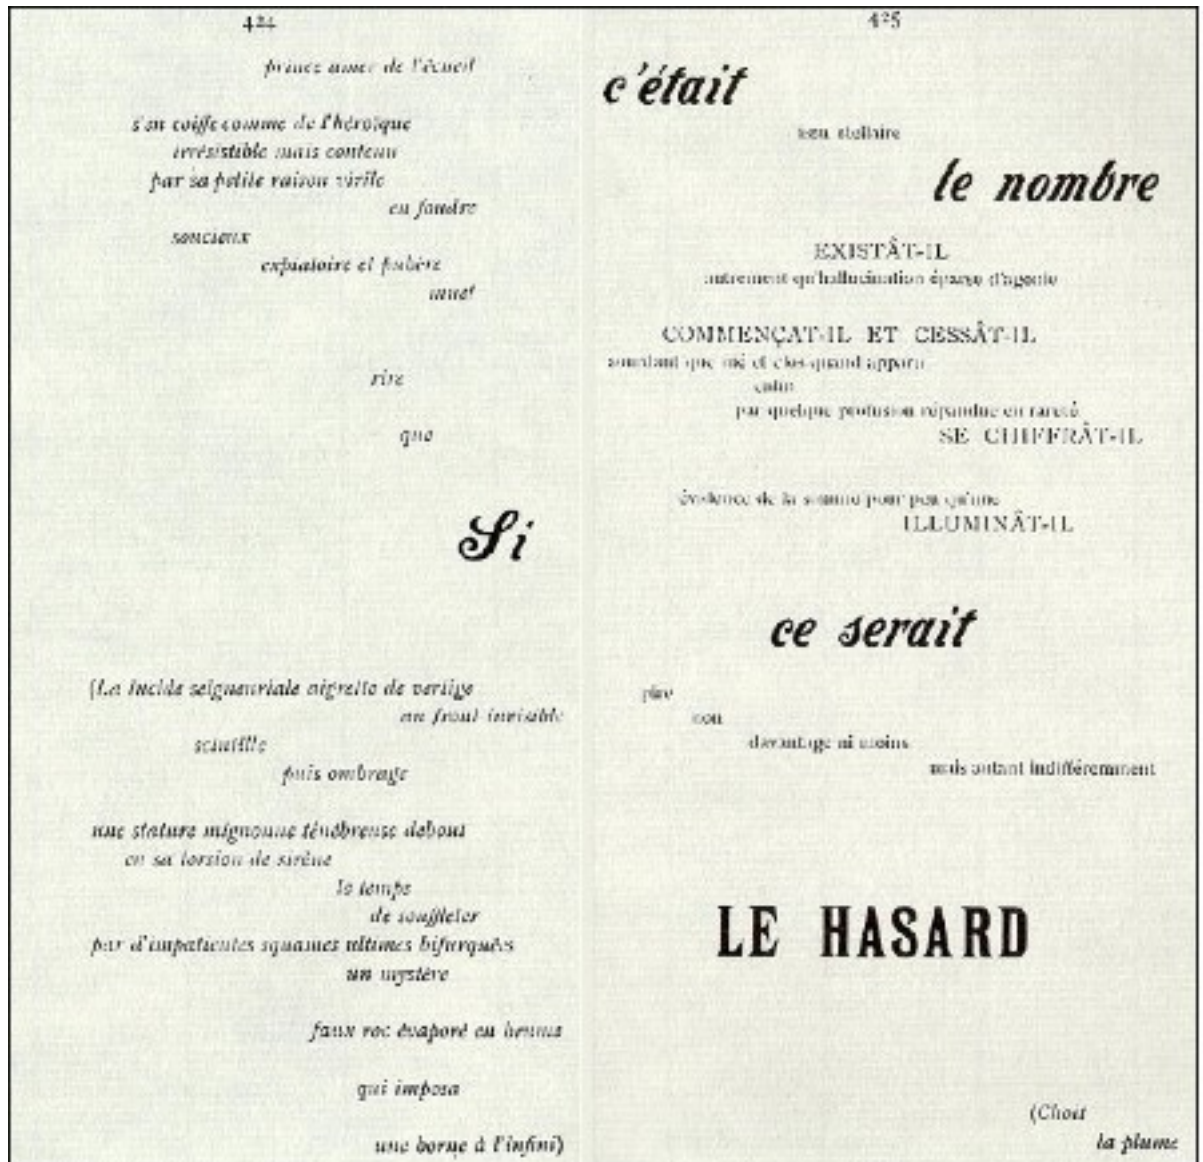 424
prince amer de l'écueil
s'en coiffe comme de l'héroïque
irrésistible mais contenu
par sa petite raison virile
en foudre
soucieux
expiatoire et pubère
muet
rire
que
Si
(La lucide seigneuriale aigrette de vertige
au front invisible
scintille
puis ombrage
une stature mignonne ténébreuse debout
en sa torsion de sirène
le temps
de souffleter
par d'impatientes squames ultimes bifurquées
un mystère
faux roc évaporé en brumes
qui imposa
une borne à l'infini)
425
c'était
issu stellaire
le nombre
EXISTÂT-IL
autrement qu'hallucination éparse d'agonie
COMMENÇAT-IL ET CESSÂT-IL
sourdant que nié et clos quand apparu
enfin
par quelque profusion répandue en rareté
SE CHIFFRÂT-IL
évidence de la somme pour peu qu'une
ILLUMINÂT-IL
ce serait
pire
non
davantage ni moins
mais autant indifféremment
LE HASARD
(Choit
la plume